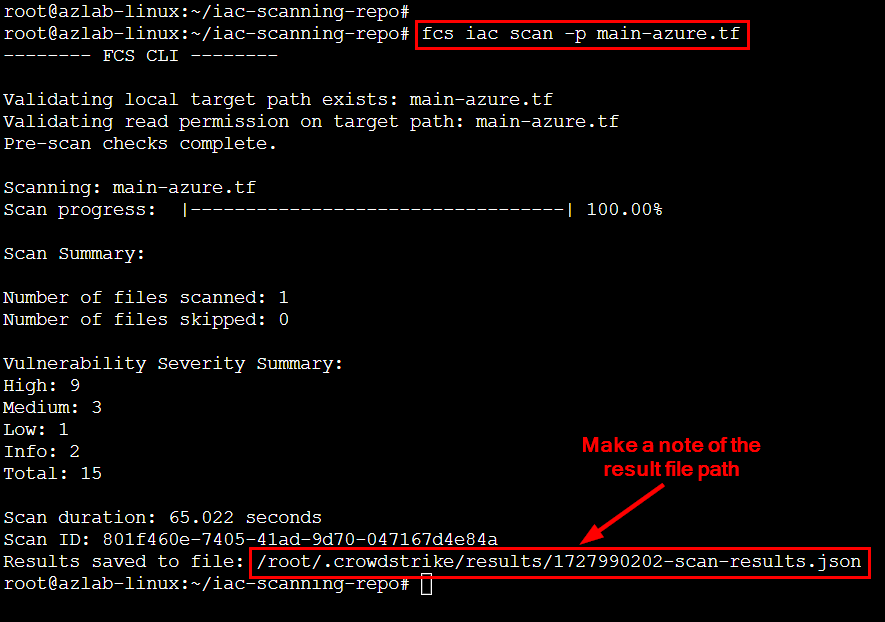 root@azlab-linux:~/iac-scanning-repo#
root@azlab-linux:~/iac-scanning-repo# fcs iac scan -p main-azure.tf
-------- FCS CLI --------
Validating local target path exists: main-azure.tf
Validating read permission on target path: main-azure.tf
Pre-scan checks complete.
Scanning: main-azure.tf
Scan progress:  |----------------------------------| 100.00%
Scan Summary:
Number of files scanned: 1
Number of files skipped: 0
Vulnerability Severity Summary:
High: 9
Medium: 3
Low: 1
Info: 2
Total: 15
Make a note of the
result file path
Scan duration: 65.022 seconds
Scan ID: 801f460e-7405-41ad-9d70-047167d4e84a
Results saved to file: /root/.crowdstrike/results/1727990202-scan-results.json
root@azlab-linux:~/iac-scanning-repo#